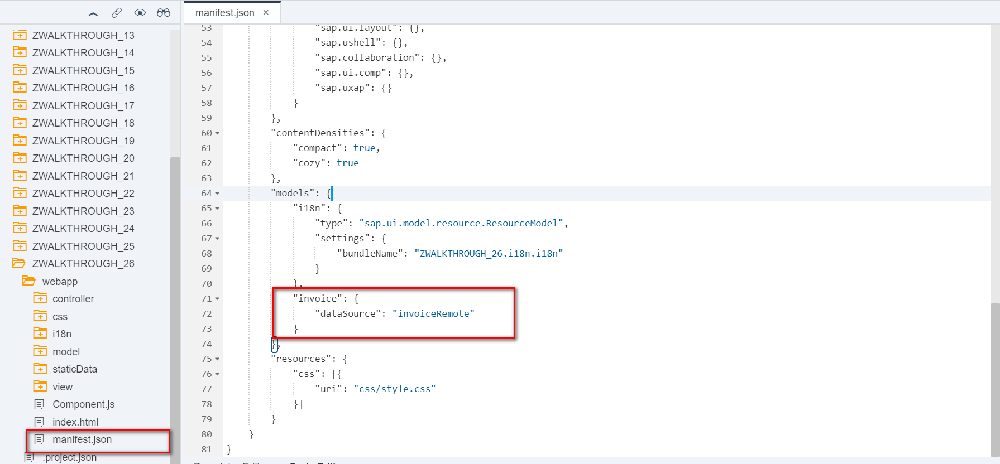 manifest.json ×
ZWALKTHROUGH_13
ZWALKTHROUGH_14
ZWALKTHROUGH_15
ZWALKTHROUGH_16
ZWALKTHROUGH_17
ZWALKTHROUGH_18
ZWALKTHROUGH_19
ZWALKTHROUGH_20
ZWALKTHROUGH_21
ZWALKTHROUGH_22
ZWALKTHROUGH_23
ZWALKTHROUGH_24
ZWALKTHROUGH_25
ZWALKTHROUGH_26
webapp
controller
css
i18n
model
staticData
view
Component.js
index.html
manifest.json
.project.json
53 "sap.ui.layout": {},
54 "sap.ushell": {},
55 "sap.collaboration": {},
56 "sap.ui.comp": {},
57 "sap.uxap": {}
58 }
59 },
60 "contentDensities": {
61 "compact": true,
62 "cozy": true
63 },
64 "models": {
65 "i18n": {
66 "type": "sap.ui.model.resource.ResourceModel",
67 "settings": {
68 "bundleName": "ZWALKTHROUGH_26.i18n.i18n"
69 }
70 },
71 "invoice": {
72 "dataSource": "invoiceRemote"
73 }
74 },
75 "resources": {
76 "css": [{
77 "uri": "css/style.css"
78 }]
79 }
80 }
81 }